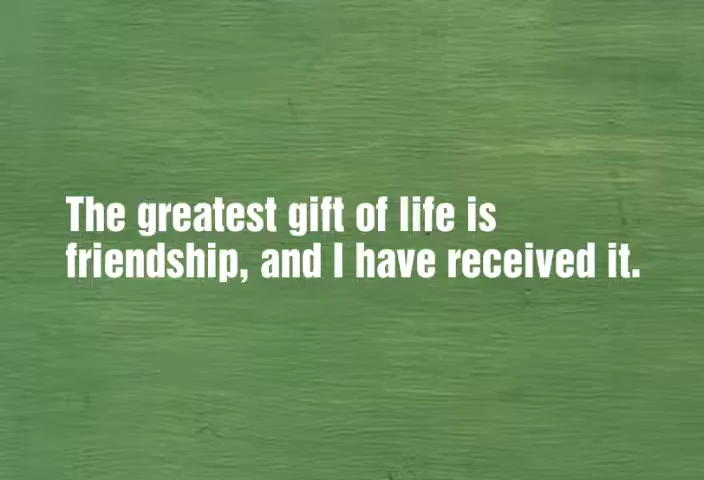 The greatest gift of life is
friendship, and I have received it.